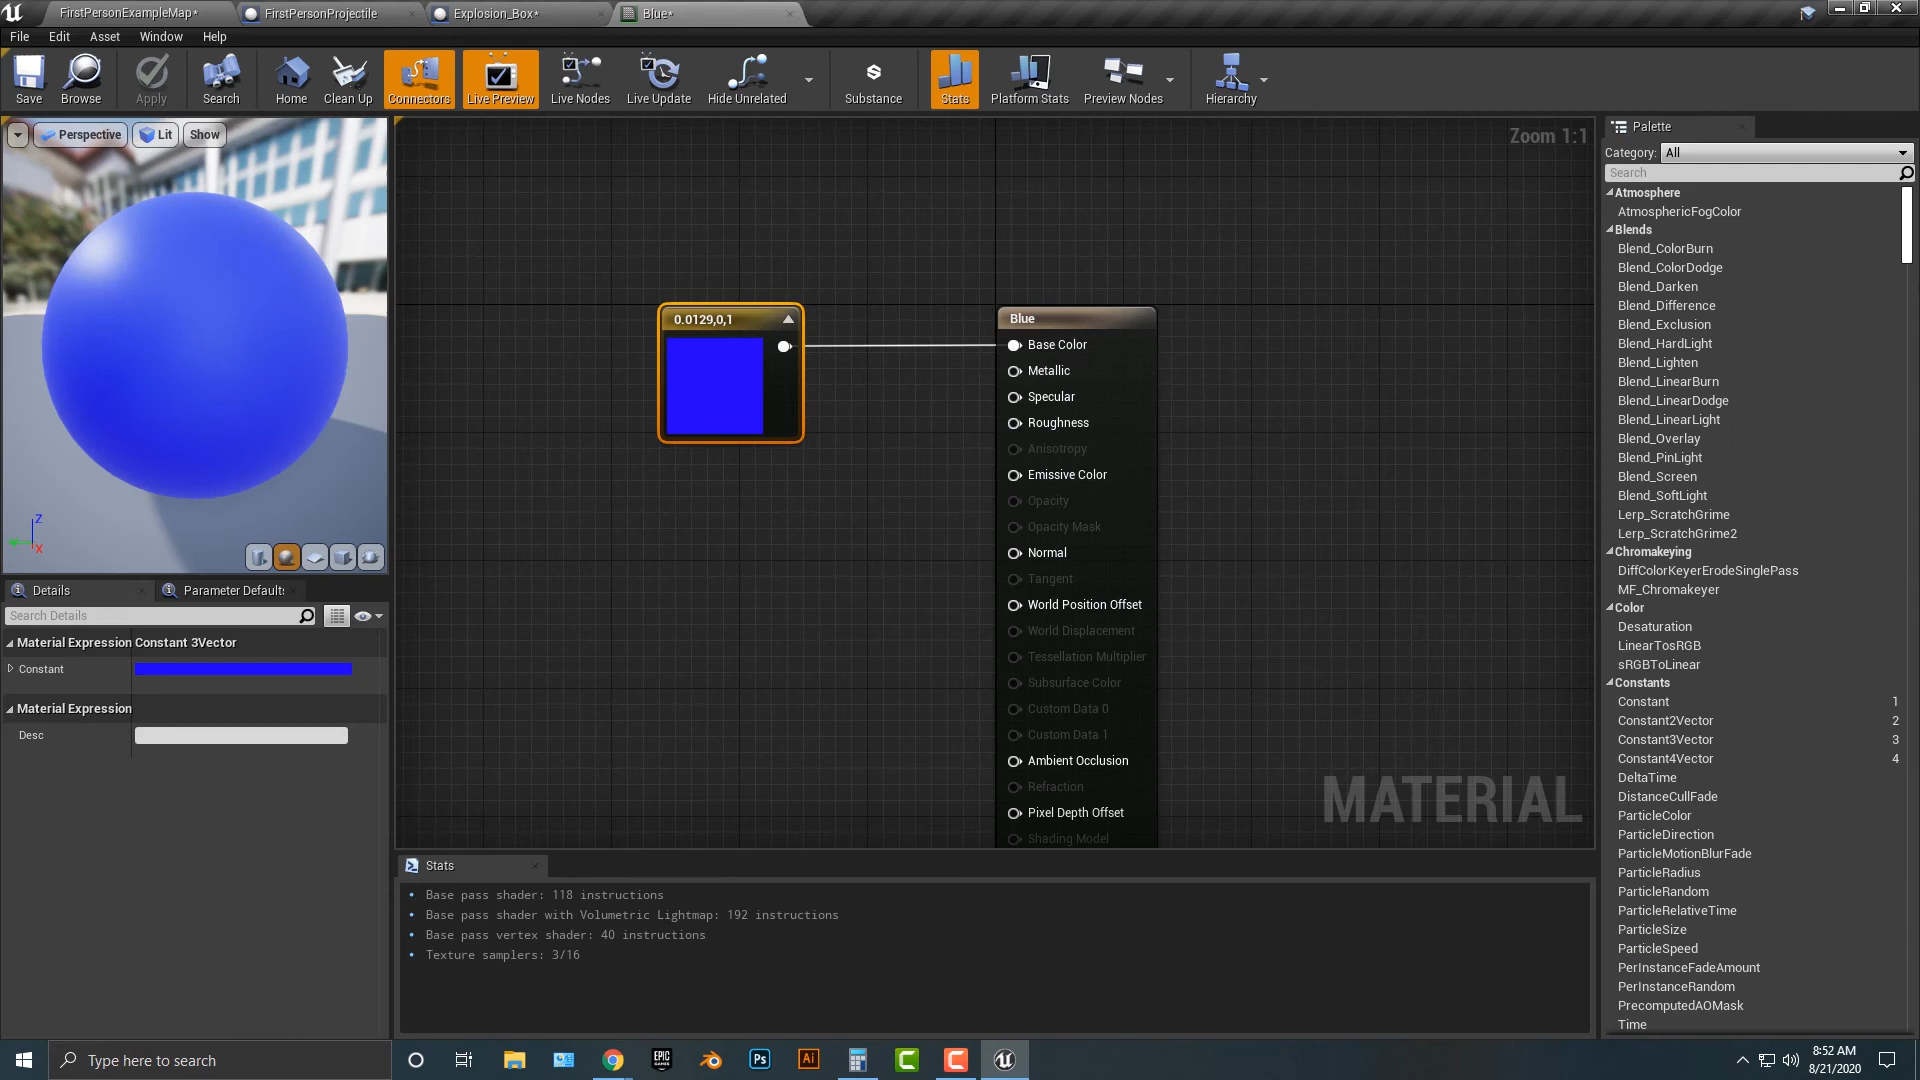 FirstPersonExampleMap*
FirstPersonProjectile
Explosion_Box*
Blue*
File Edit Asset Window Help
Save
Browse
Apply
Search
Home
Clean Up
Connectors
Live Preview
Live Nodes
Live Update
Hide Unrelated
Substance
Stats
Platform Stats
Preview Nodes
Hierarchy
Perspective
Lit
Show
Z
X
Zoom 1:1
0.0129,0,1
Blue
Base Color
Metallic
Specular
Roughness
Anisotropy
Emissive Color
Opacity
Opacity Mask
Normal
Tangent
World Position Offset
World Displacement
Tessellation Multiplier
Subsurface Color
Custom Data 0
Custom Data 1
Ambient Occlusion
Refraction
Pixel Depth Offset
Shading Model
MATERIAL
Details
Parameter Default
Search Details
Material Expression Constant 3Vector
Constant
Material Expression
Desc
Stats
• Base pass shader: 118 instructions
• Base pass shader with Volumetric Lightmap: 192 instructions
• Base pass vertex shader: 40 instructions
• Texture samplers: 3/16
Palette
Category: All
Search
Atmosphere
AtmosphericFogColor
Blends
Blend_ColorBurn
Blend_ColorDodge
Blend_Darken
Blend_Difference
Blend_Exclusion
Blend_HardLight
Blend_Lighten
Blend_LinearBurn
Blend_LinearDodge
Blend_LinearLight
Blend_Overlay
Blend_PinLight
Blend_Screen
Blend_SoftLight
Lerp_ScratchGrime
Lerp_ScratchGrime2
Chromakeying
DiffColorKeyerErodeSinglePass
MF_Chromakeyer
Color
Desaturation
LinearTosRGB
sRGBToLinear
Constants
Constant 1
Constant2Vector 2
Constant3Vector 3
Constant4Vector 4
DeltaTime
DistanceCullFade
ParticleColor
ParticleDirection
ParticleMotionBlurFade
ParticleRadius
ParticleRandom
ParticleRelativeTime
ParticleSize
ParticleSpeed
PerInstanceFadeAmount
PerInstanceRandom
PrecomputedAOMask
Time
Type here to search
EPIC
GAMES
Ps
Ai
8:52 AM
8/21/2020